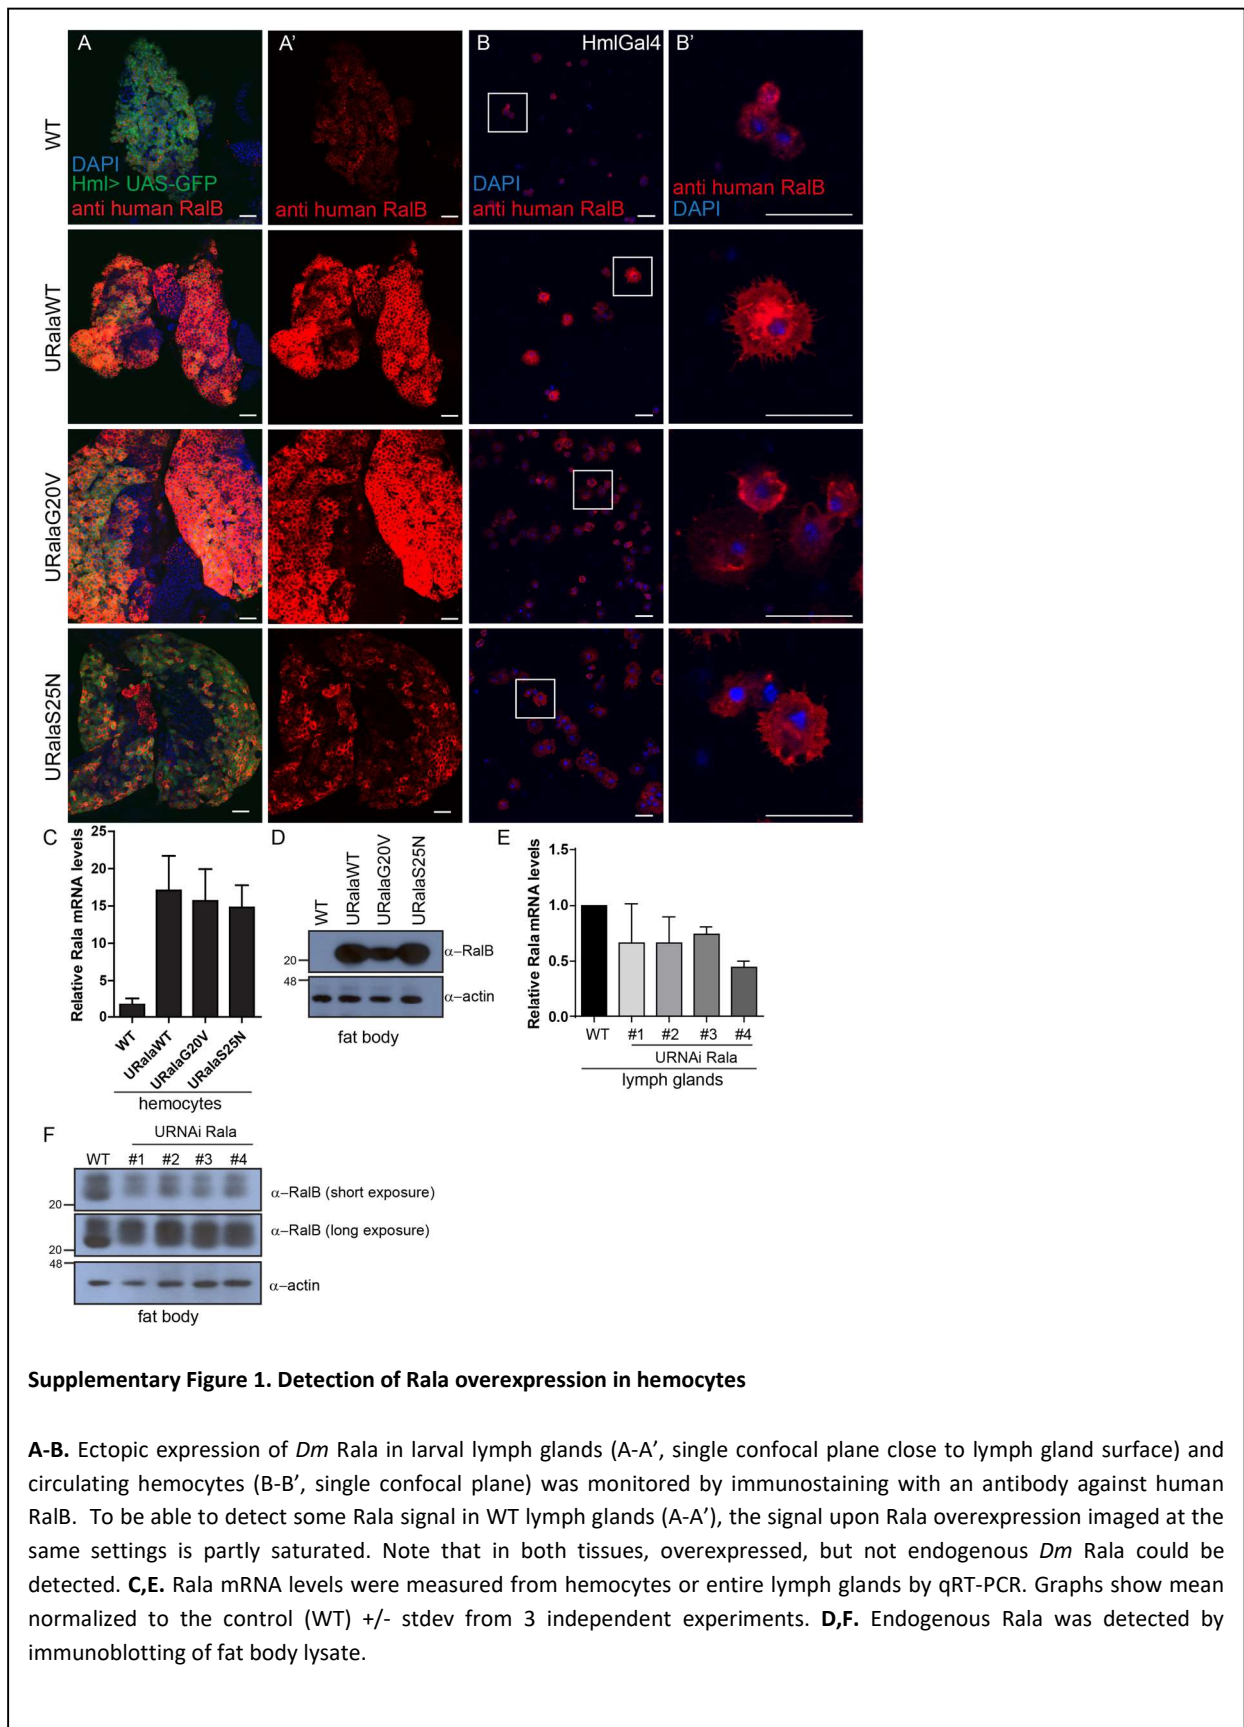 A
A’
B
HmlGal4
B’
WT
DAPI
Hml> UAS-GFP
anti human RalB
anti human RalB
DAPI
anti human RalB
anti human RalB
DAPI
URalaWT
URalaG20V
URalaS25N
C
Relative Rala mRNA levels
25
20
15
10
5
0
WT
URalaWT
URalaG20V
URalaS25N
hemocytes
D
WT
URalaWT
URalaG20V
URalaS25N
20
α–RalB
48
α–actin
fat body
E
Relative Rala mRNA levels
1.5
1.0
0.5
0.0
WT #1 #2 #3 #4
URNAi Rala
lymph glands
F
URNAi Rala
WT #1 #2 #3 #4
20
α–RalB (short exposure)
20
α–RalB (long exposure)
48
α–actin
fat body
Supplementary Figure 1. Detection of Rala overexpression in hemocytes
A-B. Ectopic expression of Dm Rala in larval lymph glands (A-A’, single confocal plane close to lymph gland surface) and
circulating hemocytes (B-B’, single confocal plane) was monitored by immunostaining with an antibody against human
RalB. To be able to detect some Rala signal in WT lymph glands (A-A’), the signal upon Rala overexpression imaged at the
same settings is partly saturated. Note that in both tissues, overexpressed, but not endogenous Dm Rala could be
detected. C,E. Rala mRNA levels were measured from hemocytes or entire lymph glands by qRT-PCR. Graphs show mean
normalized to the control (WT) +/- stdev from 3 independent experiments. D,F. Endogenous Rala was detected by
immunoblotting of fat body lysate.